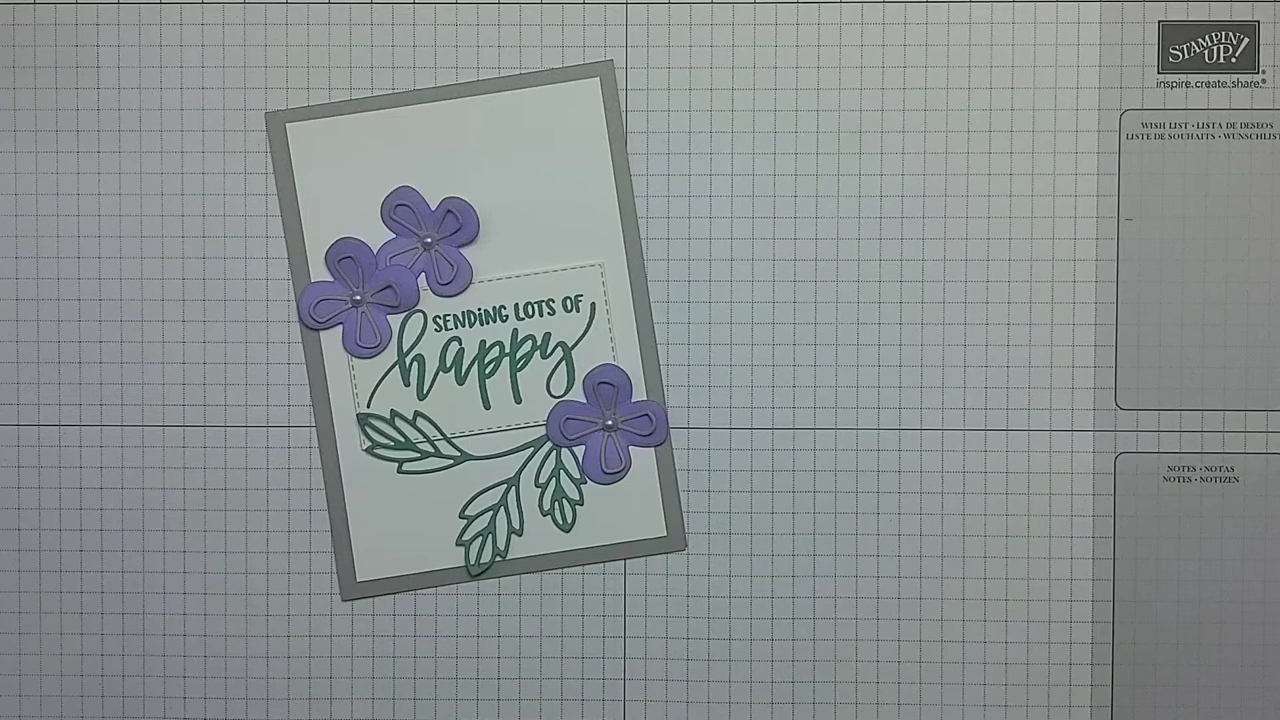 STAMPIN' UP!®
inspire.create.share.®
WISH LIST • LISTA DE DESEOS
LISTE DE SOUHAITS • WUNSCHLIST
SENDING LOTS OF
happy
NOTES • NOTAS
NOTES • NOTIZEN